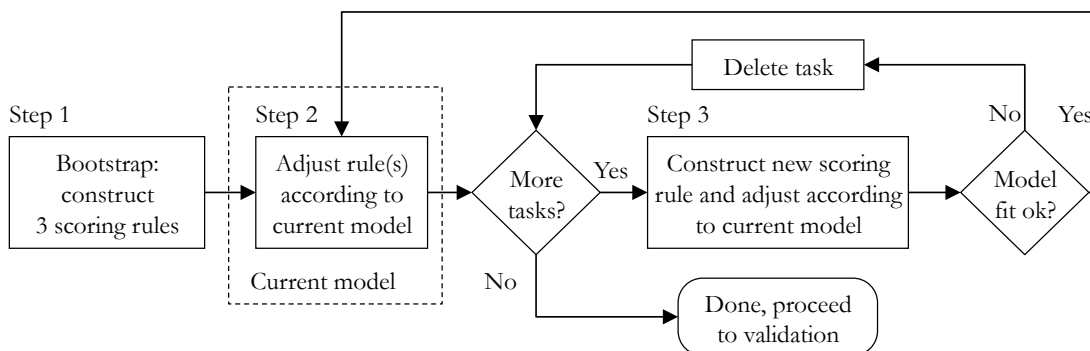 Delete task
Step 1
Step 2
Step 3
No
Yes
Bootstrap:
construct
3 scoring rules
Adjust rule(s)
according to
current model
More
tasks?
Yes
Construct new scoring
rule and adjust according
to current model
Model
fit ok?
Current model
No
Done, proceed
to validation